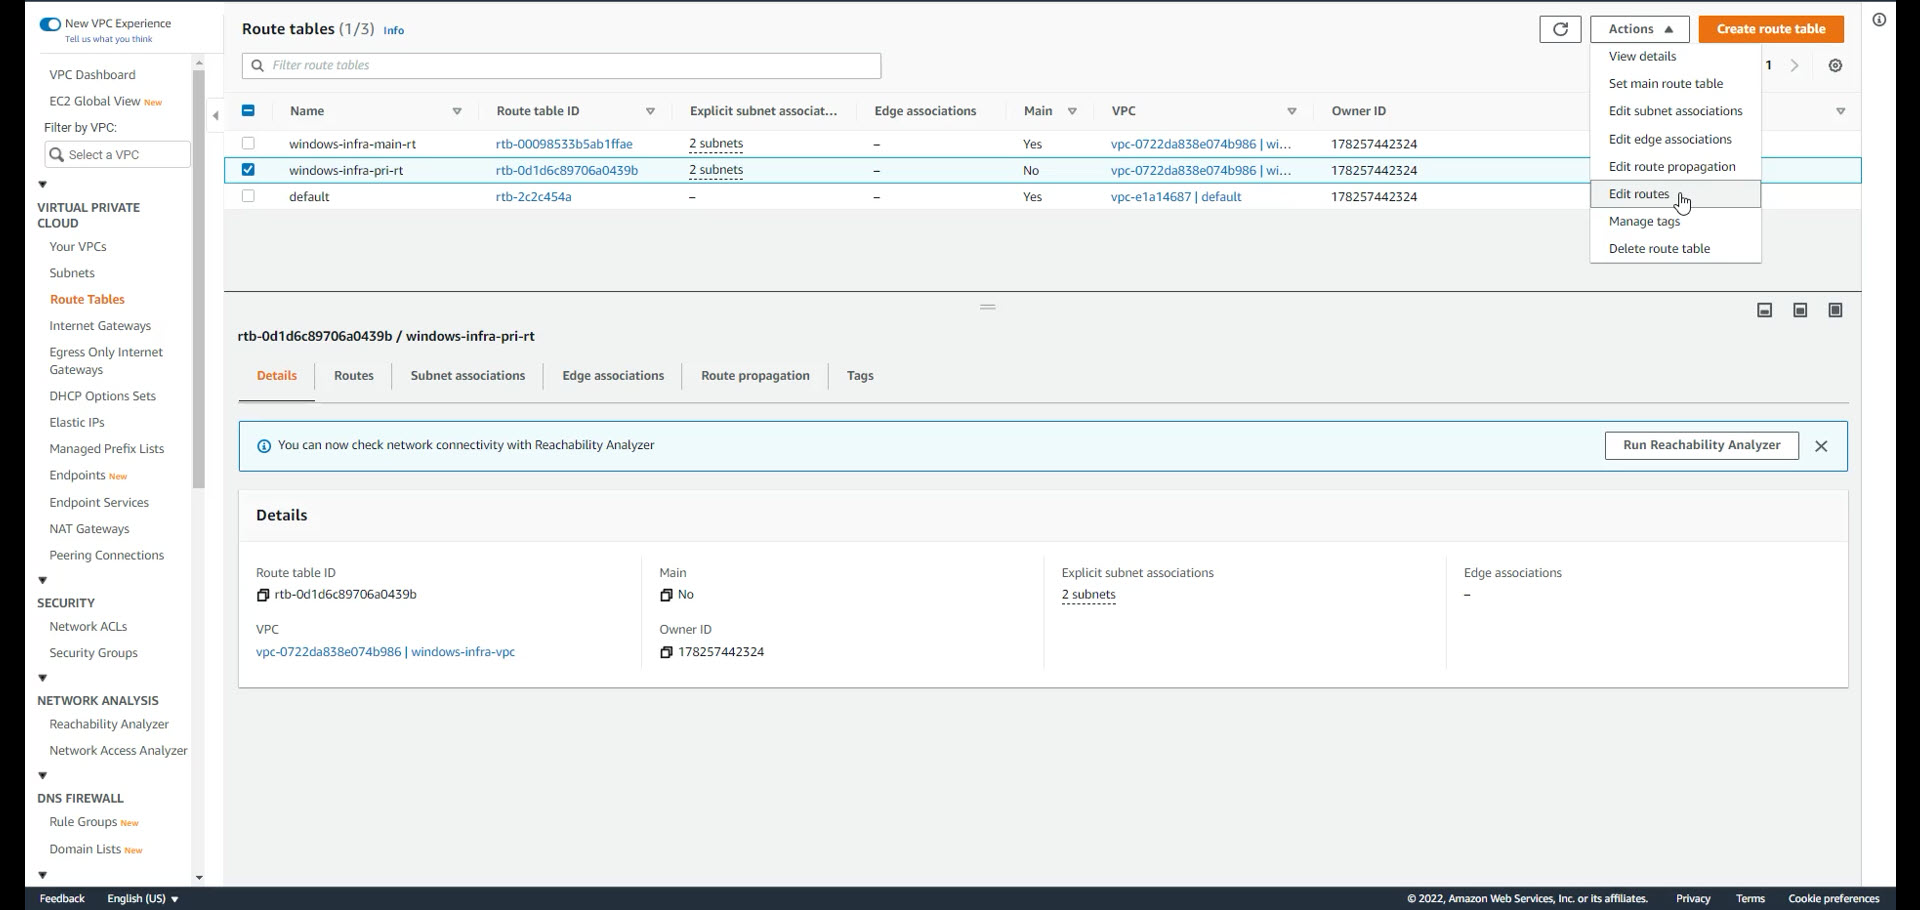 New VPC Experience
Tell us what you think
VPC Dashboard
EC2 Global View New
Filter by VPC:
Select a VPC
VIRTUAL PRIVATE
CLOUD
Your VPCs
Subnets
Route Tables
Internet Gateways
Egress Only Internet
Gateways
DHCP Options Sets
Elastic IPs
Managed Prefix Lists
Endpoints New
Endpoint Services
NAT Gateways
Peering Connections
SECURITY
Network ACLs
Security Groups
NETWORK ANALYSIS
Reachability Analyzer
Network Access Analyzer
DNS FIREWALL
Rule Groups New
Domain Lists New
Route tables (1/3) Info
Actions
Create route table
Filter route tables
1
View details
Set main route table
Edit subnet associations
Edit edge associations
Edit route propagation
Edit routes
Manage tags
Delete route table
Name Route table ID Explicit subnet associat... Edge associations Main VPC Owner ID
windows-infra-main-rt rtb-00098533b5ab1ffae 2 subnets – Yes vpc-0722da838e074b986 | wi... 178257442324
windows-infra-pri-rt rtb-0d1d6c89706a0439b 2 subnets – No vpc-0722da838e074b986 | wi... 178257442324
default rtb-2c2c454a – – Yes vpc-e1a14687 | default 178257442324
rtb-0d1d6c89706a0439b / windows-infra-pri-rt
Details Routes Subnet associations Edge associations Route propagation Tags
You can now check network connectivity with Reachability Analyzer
Run Reachability Analyzer
Details
Route table ID
rtb-0d1d6c89706a0439b
VPC
vpc-0722da838e074b986 | windows-infra-vpc
Main
No
Owner ID
178257442324
Explicit subnet associations
2 subnets
Edge associations
–
Feedback English (US) © 2022, Amazon Web Services, Inc. or its affiliates. Privacy Terms Cookie preferences